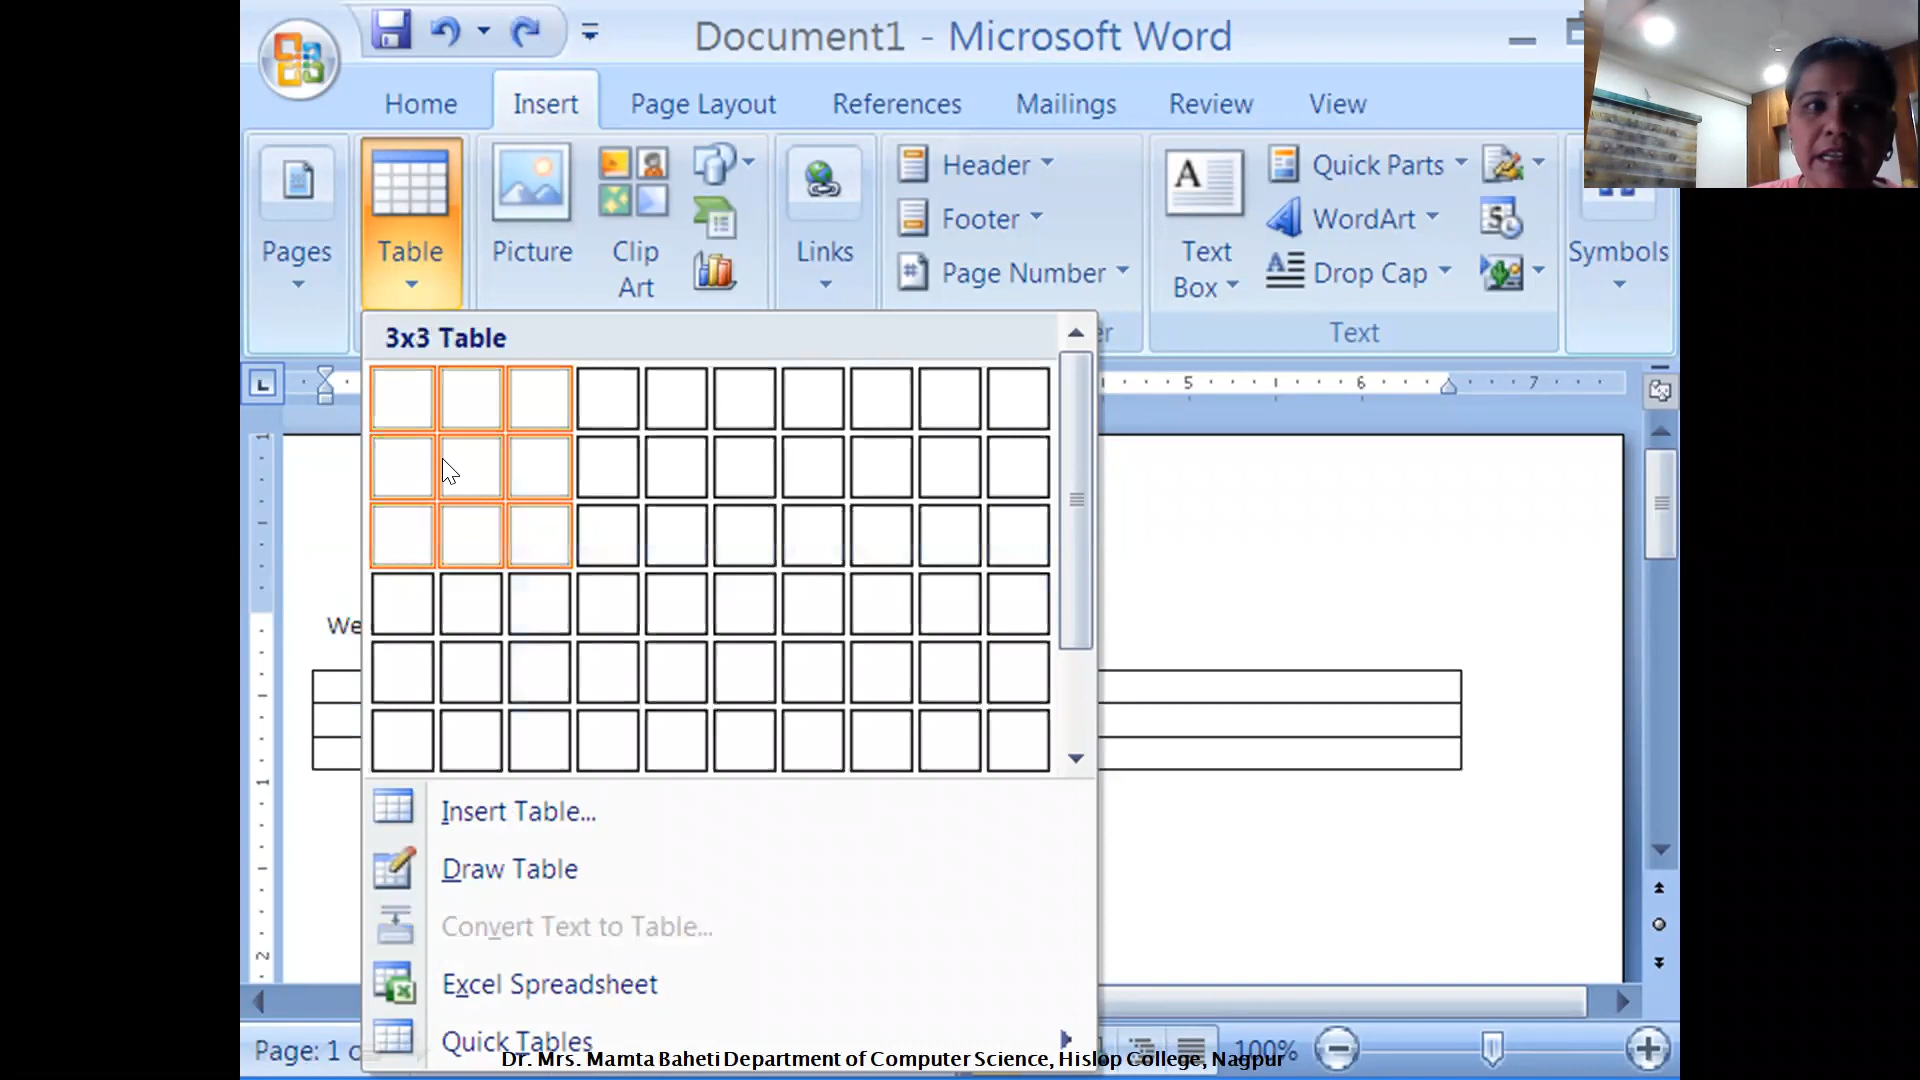 Document1 - Microsoft Word
Home Insert Page Layout References Mailings Review View
Pages
Table
Picture
Clip Art
Links
Header
Footer
Page Number
Text Box
Quick Parts
WordArt
Drop Cap
Symbols
Text
3x3 Table
5 6 7
We
1
1
2
Insert Table...
Draw Table
Convert Text to Table...
Excel Spreadsheet
Quick Tables
Page: 1 100%
Dr. Mrs. Mamta Baheti Department of Computer Science, Hislop College, Nagpur